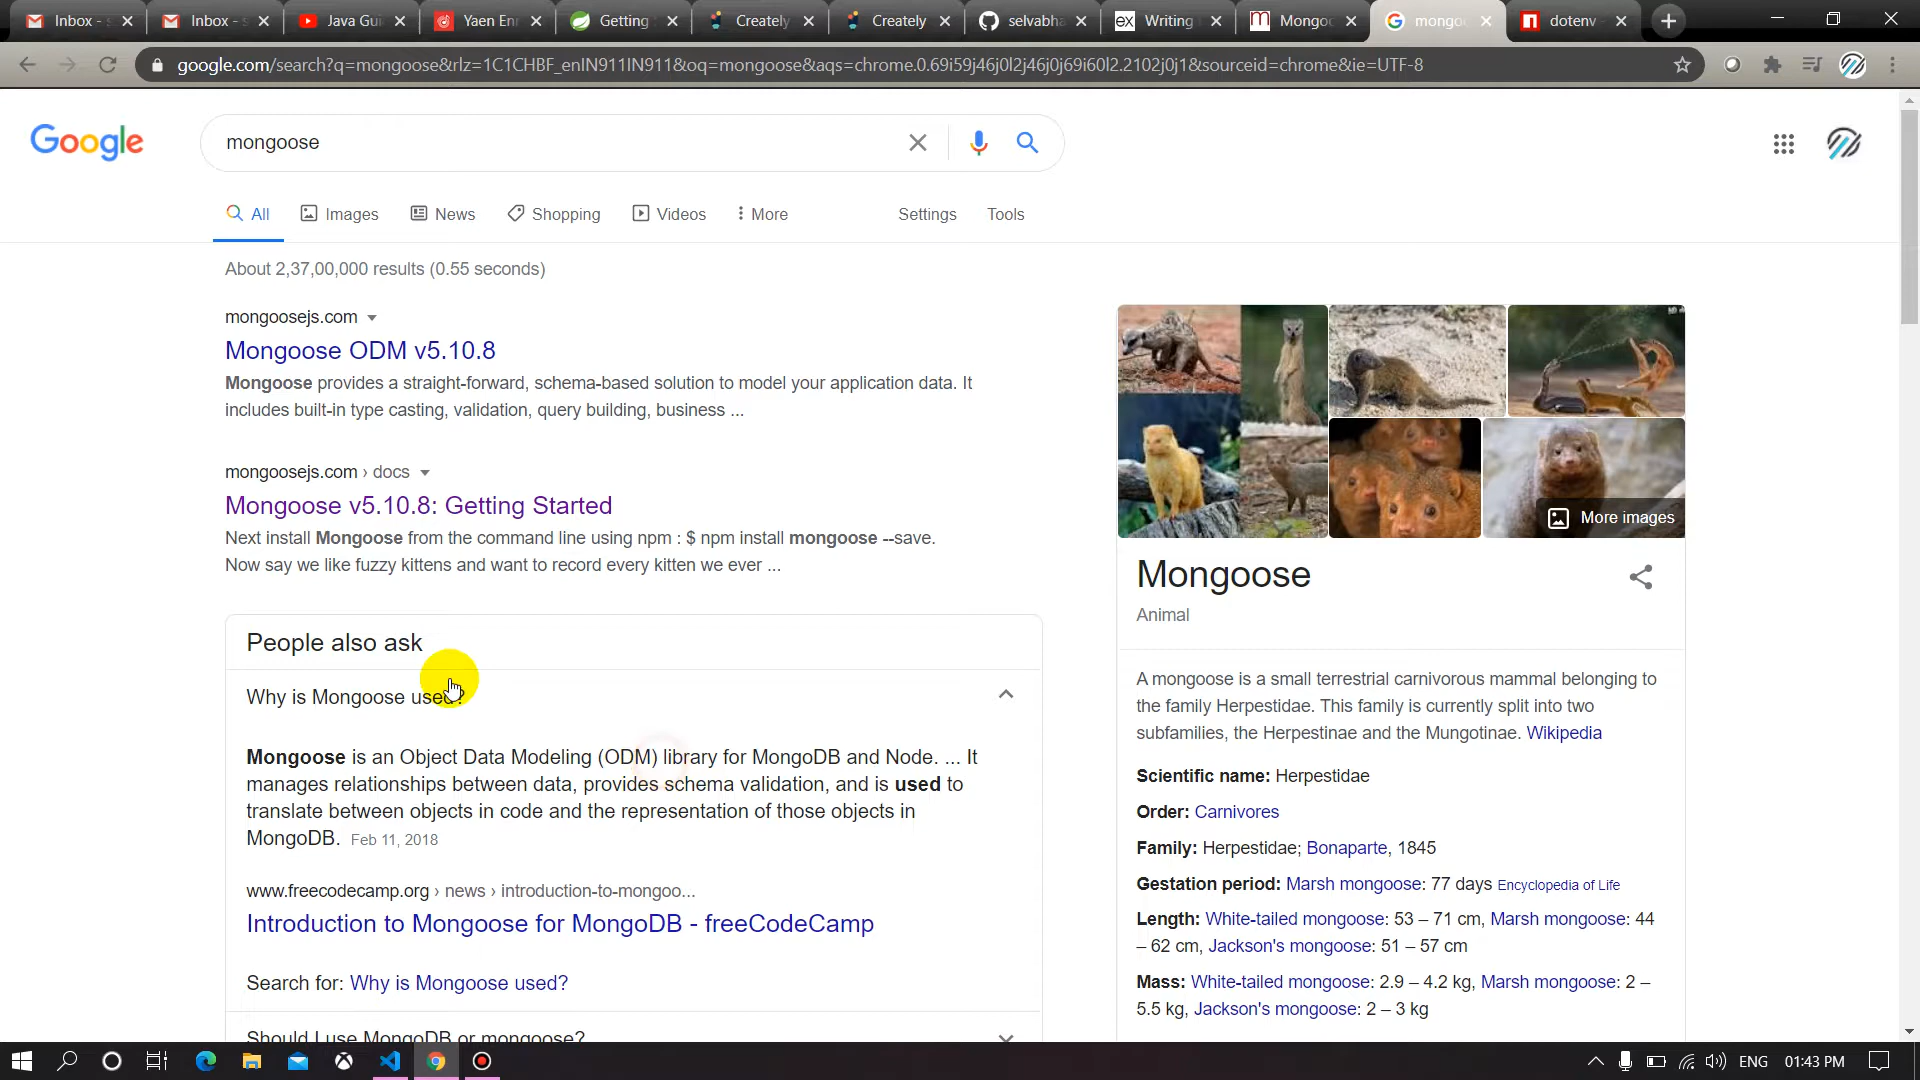 Inbox - s
Inbox - s
Java Gui
Yaen Enn
Getting
Creately
Creately
selvabha
Writing
Mongoo
mongoo
dotenv
google.com/search?q=mongoose&rlz=1C1CHBF_enIN911IN911&oq=mongoose&aqs=chrome.0.69i59j46j0l2j46j0j69i60l2.2102j0j1&sourceid=chrome&ie=UTF-8
Google
mongoose
All
Images
News
Shopping
Videos
More
Settings
Tools
About 2,37,00,000 results (0.55 seconds)
mongoosejs.com
Mongoose ODM v5.10.8
Mongoose provides a straight-forward, schema-based solution to model your application data. It
includes built-in type casting, validation, query building, business ...
mongoosejs.com › docs
Mongoose v5.10.8: Getting Started
Next install Mongoose from the command line using npm : $ npm install mongoose --save.
Now say we like fuzzy kittens and want to record every kitten we ever ...
People also ask
Why is Mongoose used?
Mongoose is an Object Data Modeling (ODM) library for MongoDB and Node. ... It
manages relationships between data, provides schema validation, and is used to
translate between objects in code and the representation of those objects in
MongoDB. Feb 11, 2018
www.freecodecamp.org › news › introduction-to-mongoo...
Introduction to Mongoose for MongoDB - freeCodeCamp
Search for: Why is Mongoose used?
Should I use MongoDB or mongoose?
More images
Mongoose
Animal
A mongoose is a small terrestrial carnivorous mammal belonging to
the family Herpestidae. This family is currently split into two
subfamilies, the Herpestinae and the Mungotinae. Wikipedia
Scientific name: Herpestidae
Order: Carnivores
Family: Herpestidae; Bonaparte, 1845
Gestation period: Marsh mongoose: 77 days Encyclopedia of Life
Length: White-tailed mongoose: 53 – 71 cm, Marsh mongoose: 44
– 62 cm, Jackson's mongoose: 51 – 57 cm
Mass: White-tailed mongoose: 2.9 – 4.2 kg, Marsh mongoose: 2 –
5.5 kg, Jackson's mongoose: 2 – 3 kg
ENG
01:43 PM